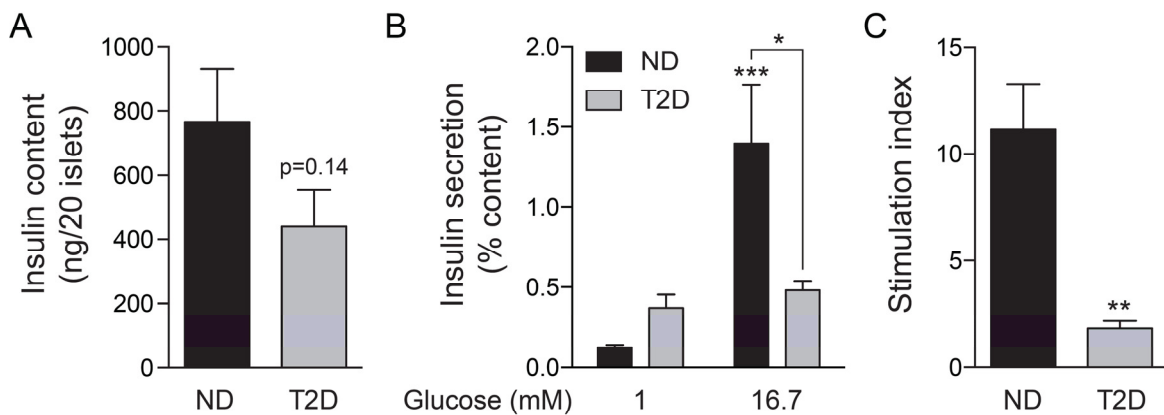 A
Insulin content
(ng/20 islets)
1000
800
600
400
200
0
p=0.14
ND
T2D
B
Insulin secretion
(% content)
2.0
1.5
1.0
0.5
0.0
ND
T2D
***
*
Glucose (mM)
1
16.7
C
Stimulation index
15
10
5
0
**
ND
T2D